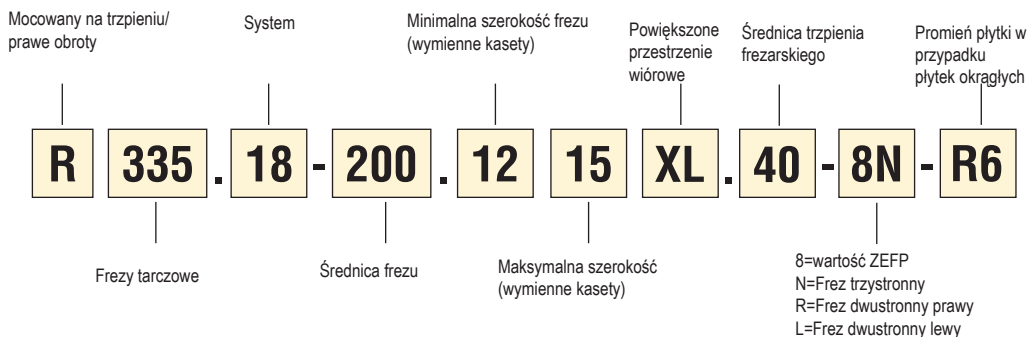 Mocowany na trzpieniu/
prawe obroty
System
Minimalna szerokość frezu
(wymienne kasety)
Powiększone
przestrzenie
wiórowe
Średnica trzpienia
frezarskiego
Promień płytki w
przypadku
płytek okrągłych
R 335 . 18 - 200 . 12 15 XL . 40 - 8N - R6
Frezy tarczowe
Średnica frezu
Maksymalna szerokość
(wymienne kasety)
8=wartość ZEFP
N=Frez trzystronny
R=Frez dwustronny prawy
L=Frez dwustronny lewy